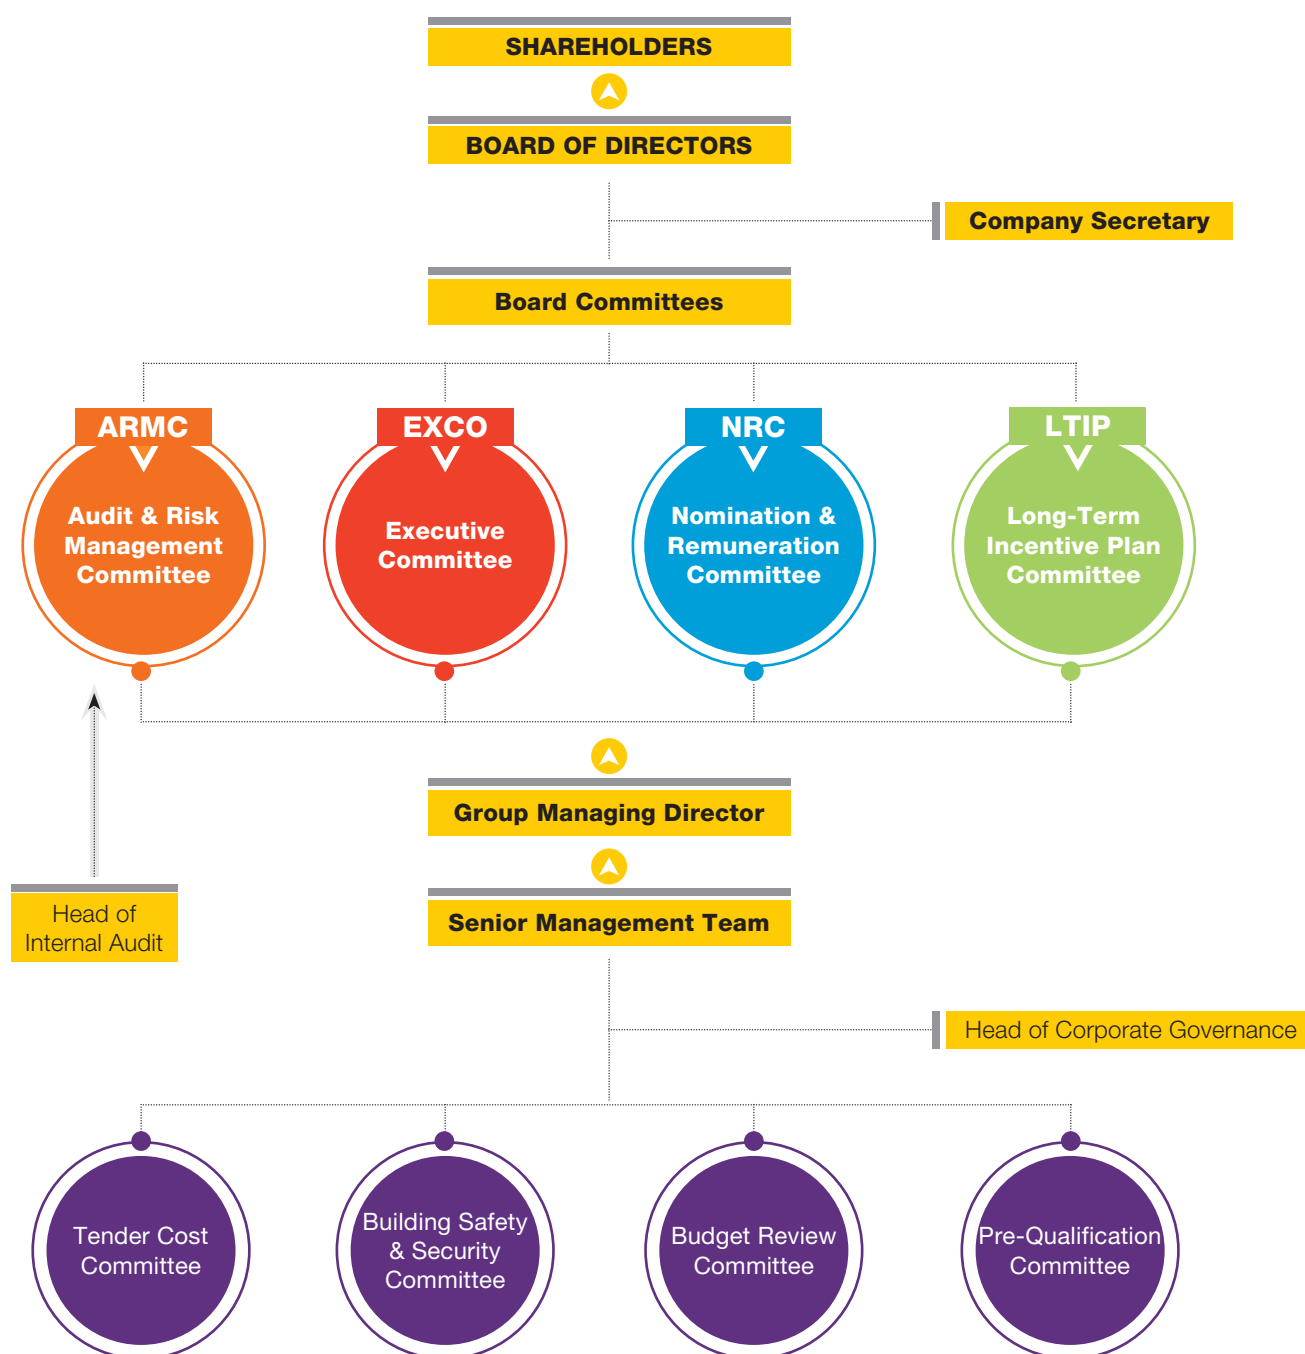 SHAREHOLDERS
BOARD OF DIRECTORS
Company Secretary
Board Committees
ARMC
Audit & Risk
Management
Committee
EXCO
Executive
Committee
NRC
Nomination &
Remuneration
Committee
LTIP
Long-Term
Incentive Plan
Committee
Group Managing Director
Senior Management Team
Head of
Internal Audit
Head of Corporate Governance
Tender Cost
Committee
Building Safety
& Security
Committee
Budget Review
Committee
Pre-Qualification
Committee